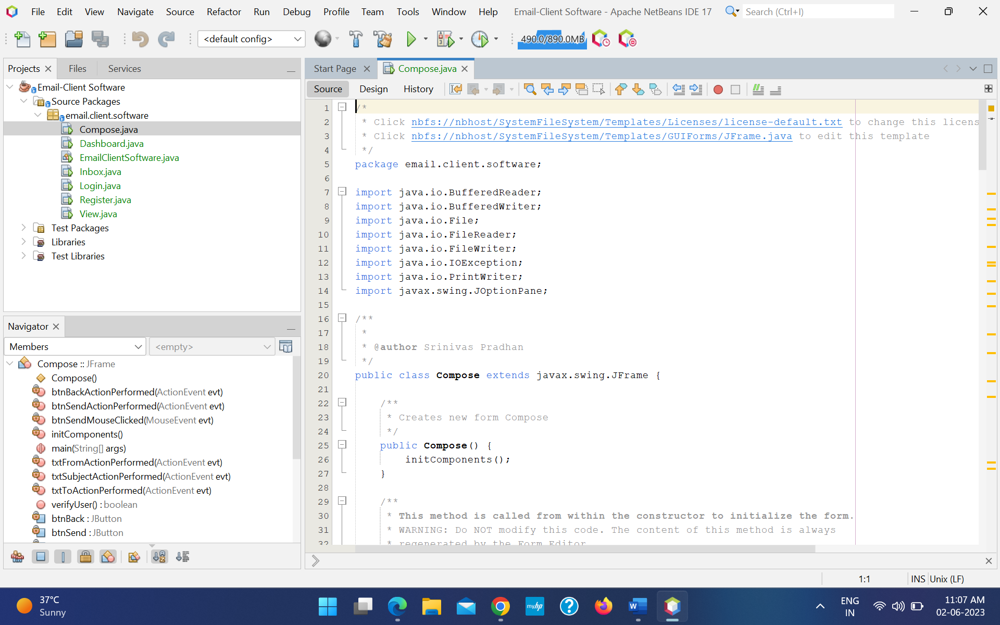 File Edit View Navigate Source Refactor Run Debug Profile Team Tools Window Help Email-Client Software - Apache NetBeans IDE 17 Search (Ctrl+I)
<default config> 490.0/890.0MB
Projects Files Services
Email-Client Software
Source Packages
email.client.software
Compose.java
Dashboard.java
EmailClientSoftware.java
Inbox.java
Login.java
Register.java
View.java
Test Packages
Libraries
Test Libraries
Navigator
Members <empty>
Compose :: JFrame
Compose()
btnBackActionPerformed(ActionEvent evt)
btnSendActionPerformed(ActionEvent evt)
btnSendMouseClicked(MouseEvent evt)
initComponents()
main(String[] args)
txtFromActionPerformed(ActionEvent evt)
txtSubjectActionPerformed(ActionEvent evt)
txtToActionPerformed(ActionEvent evt)
verifyUser() : boolean
btnBack : JButton
btnSend : JButton
Start Page Compose.java
Source Design History
1 /*
2 * Click nbfs://nbhost/SystemFileSystem/Templates/Licenses/license-default.txt to change this licens
3 * Click nbfs://nbhost/SystemFileSystem/Templates/GUIForms/JFrame.java to edit this template
4 */
5 package email.client.software;
6
7 import java.io.BufferedReader;
8 import java.io.BufferedWriter;
9 import java.io.File;
10 import java.io.FileReader;
11 import java.io.FileWriter;
12 import java.io.IOException;
13 import java.io.PrintWriter;
14 import javax.swing.JOptionPane;
15
16 /**
17 *
18 * @author Srinivas Pradhan
19 */
20 public class Compose extends javax.swing.JFrame {
21
22 /**
23 * Creates new form Compose
24 */
25 public Compose() {
26 initComponents();
27 }
28
29 /**
30 * This method is called from within the constructor to initialize the form.
31 * WARNING: Do NOT modify this code. The content of this method is always
32 * regenerated by the Form Editor
1:1 INS Unix (LF)
37°C
Sunny
myhp
ENG
IN
11:07 AM
02-06-2023